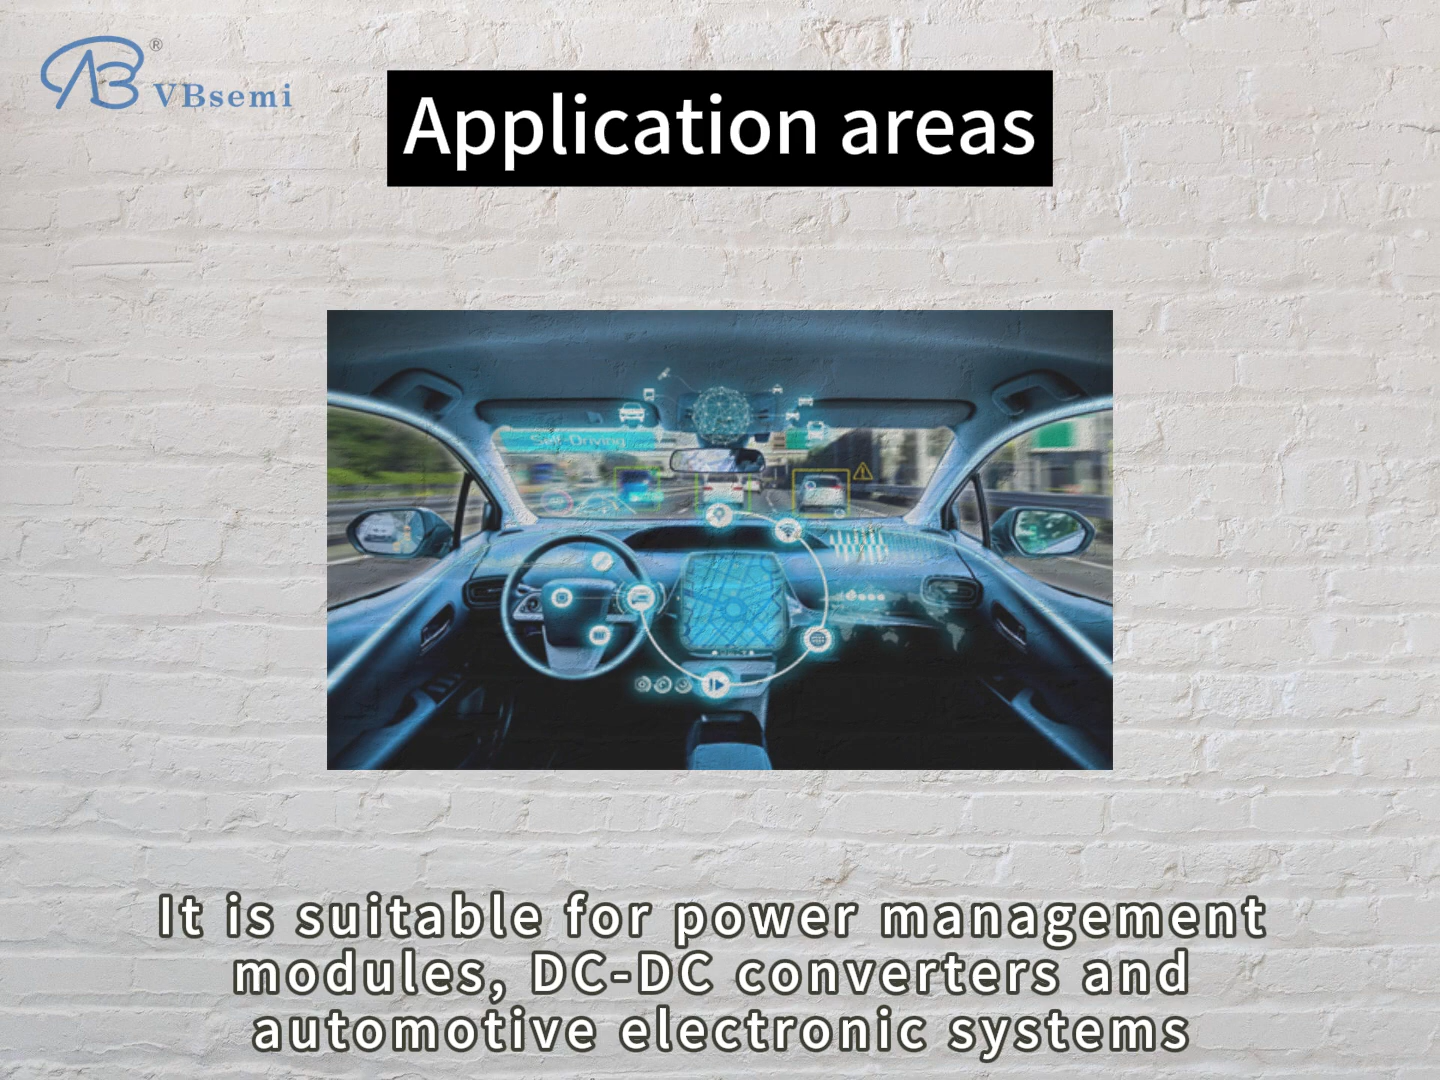 ®
VBsemi
Application areas
Self-Driving
It is suitable for power management
modules, DC-DC converters and
automotive electronic systems